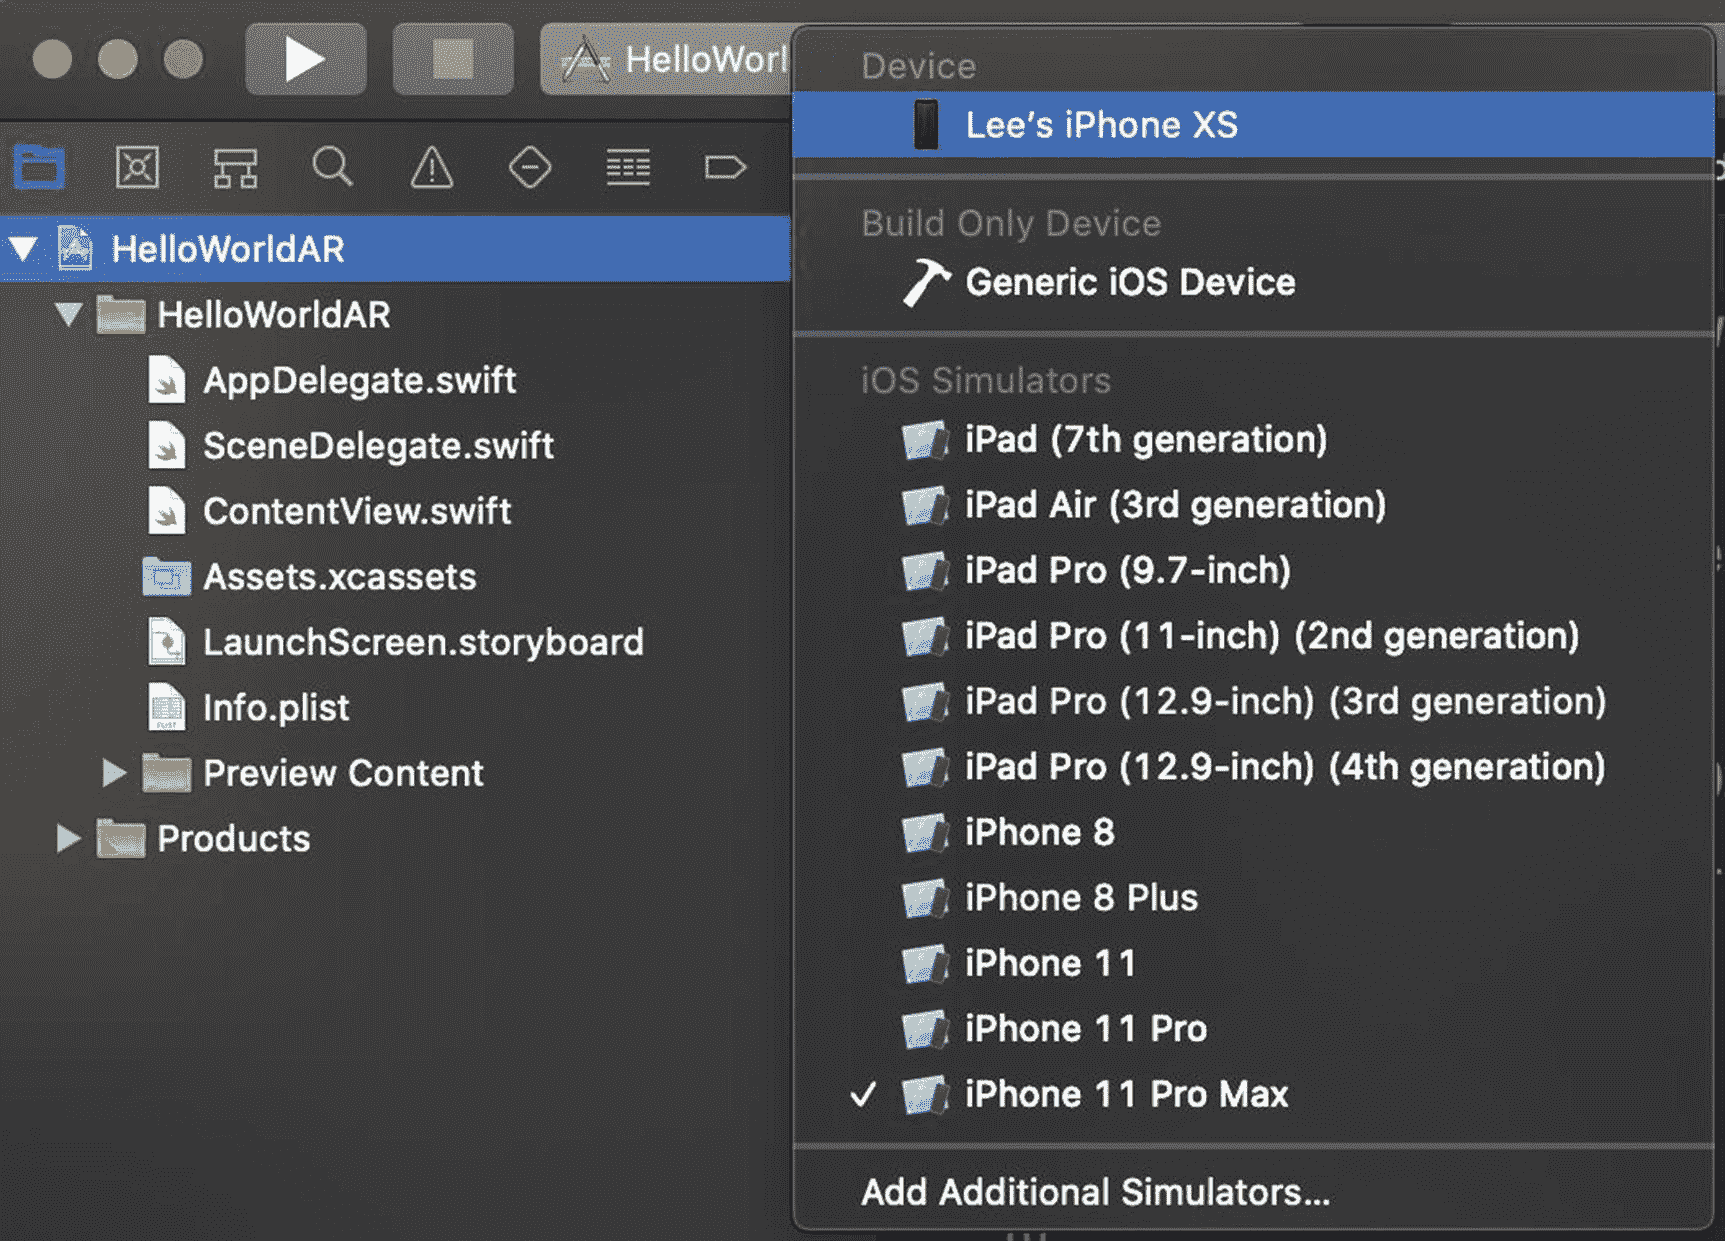 HelloWorl
HelloWorldAR
HelloWorldAR
AppDelegate.swift
SceneDelegate.swift
ContentView.swift
Assets.xcassets
LaunchScreen.storyboard
Info.plist
Preview Content
Products
Device
Lee's iPhone XS
Build Only Device
Generic iOS Device
iOS Simulators
iPad (7th generation)
iPad Air (3rd generation)
iPad Pro (9.7-inch)
iPad Pro (11-inch) (2nd generation)
iPad Pro (12.9-inch) (3rd generation)
iPad Pro (12.9-inch) (4th generation)
iPhone 8
iPhone 8 Plus
iPhone 11
iPhone 11 Pro
✓ iPhone 11 Pro Max
Add Additional Simulators...